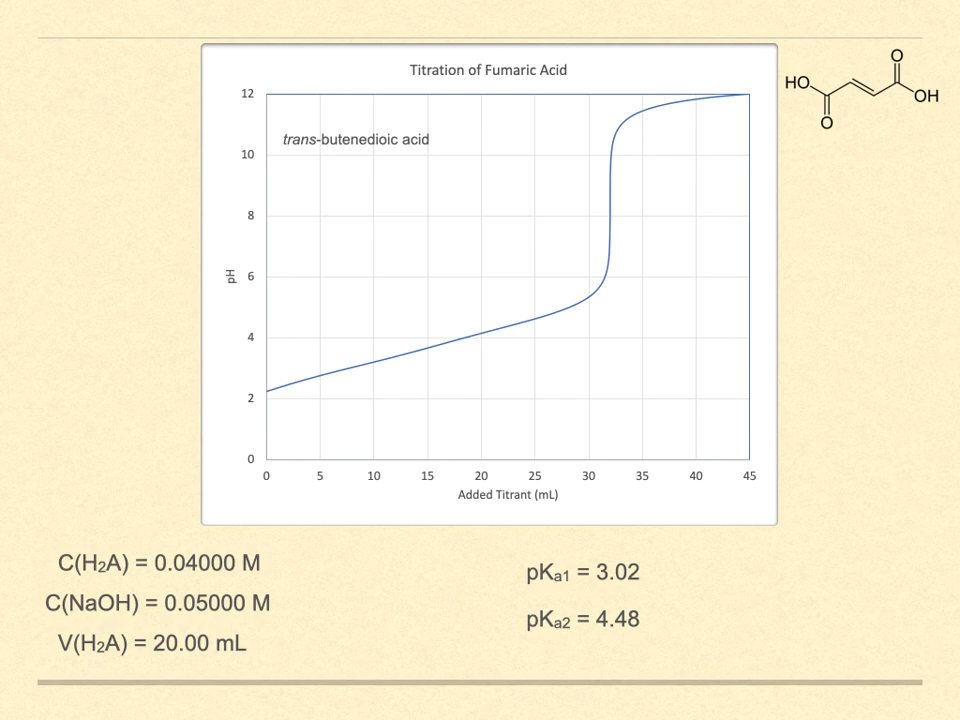 Titration of Fumaric Acid
HO
O
O
OH
trans-butenedioic acid
12
10
8
6
4
2
0
pH
0 5 10 15 20 25 30 35 40 45
Added Titrant (mL)
C(H₂A) = 0.04000 M
C(NaOH) = 0.05000 M
V(H₂A) = 20.00 mL
pKa1 = 3.02
pKa2 = 4.48